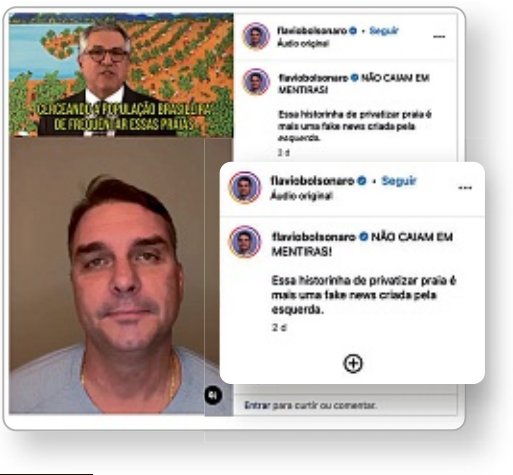 CERCEANDO A POPULAÇÃO BRASILEIRA
DE FREQUENTAR ESSAS PRAIAS
flaviobolsonaro • Seguir
Áudio original
flaviobolsonaro NÃO CAIAM EM
MENTIRAS!
Essa historinha de privatizar praia é
mais uma fake news criada pela
esquerda.
2 d
flaviobolsonaro • Seguir
Áudio original
flaviobolsonaro NÃO CAIAM EM
MENTIRAS!
Essa historinha de privatizar praia é
mais uma fake news criada pela
esquerda.
2 d
Entrar para curtir ou comentar.